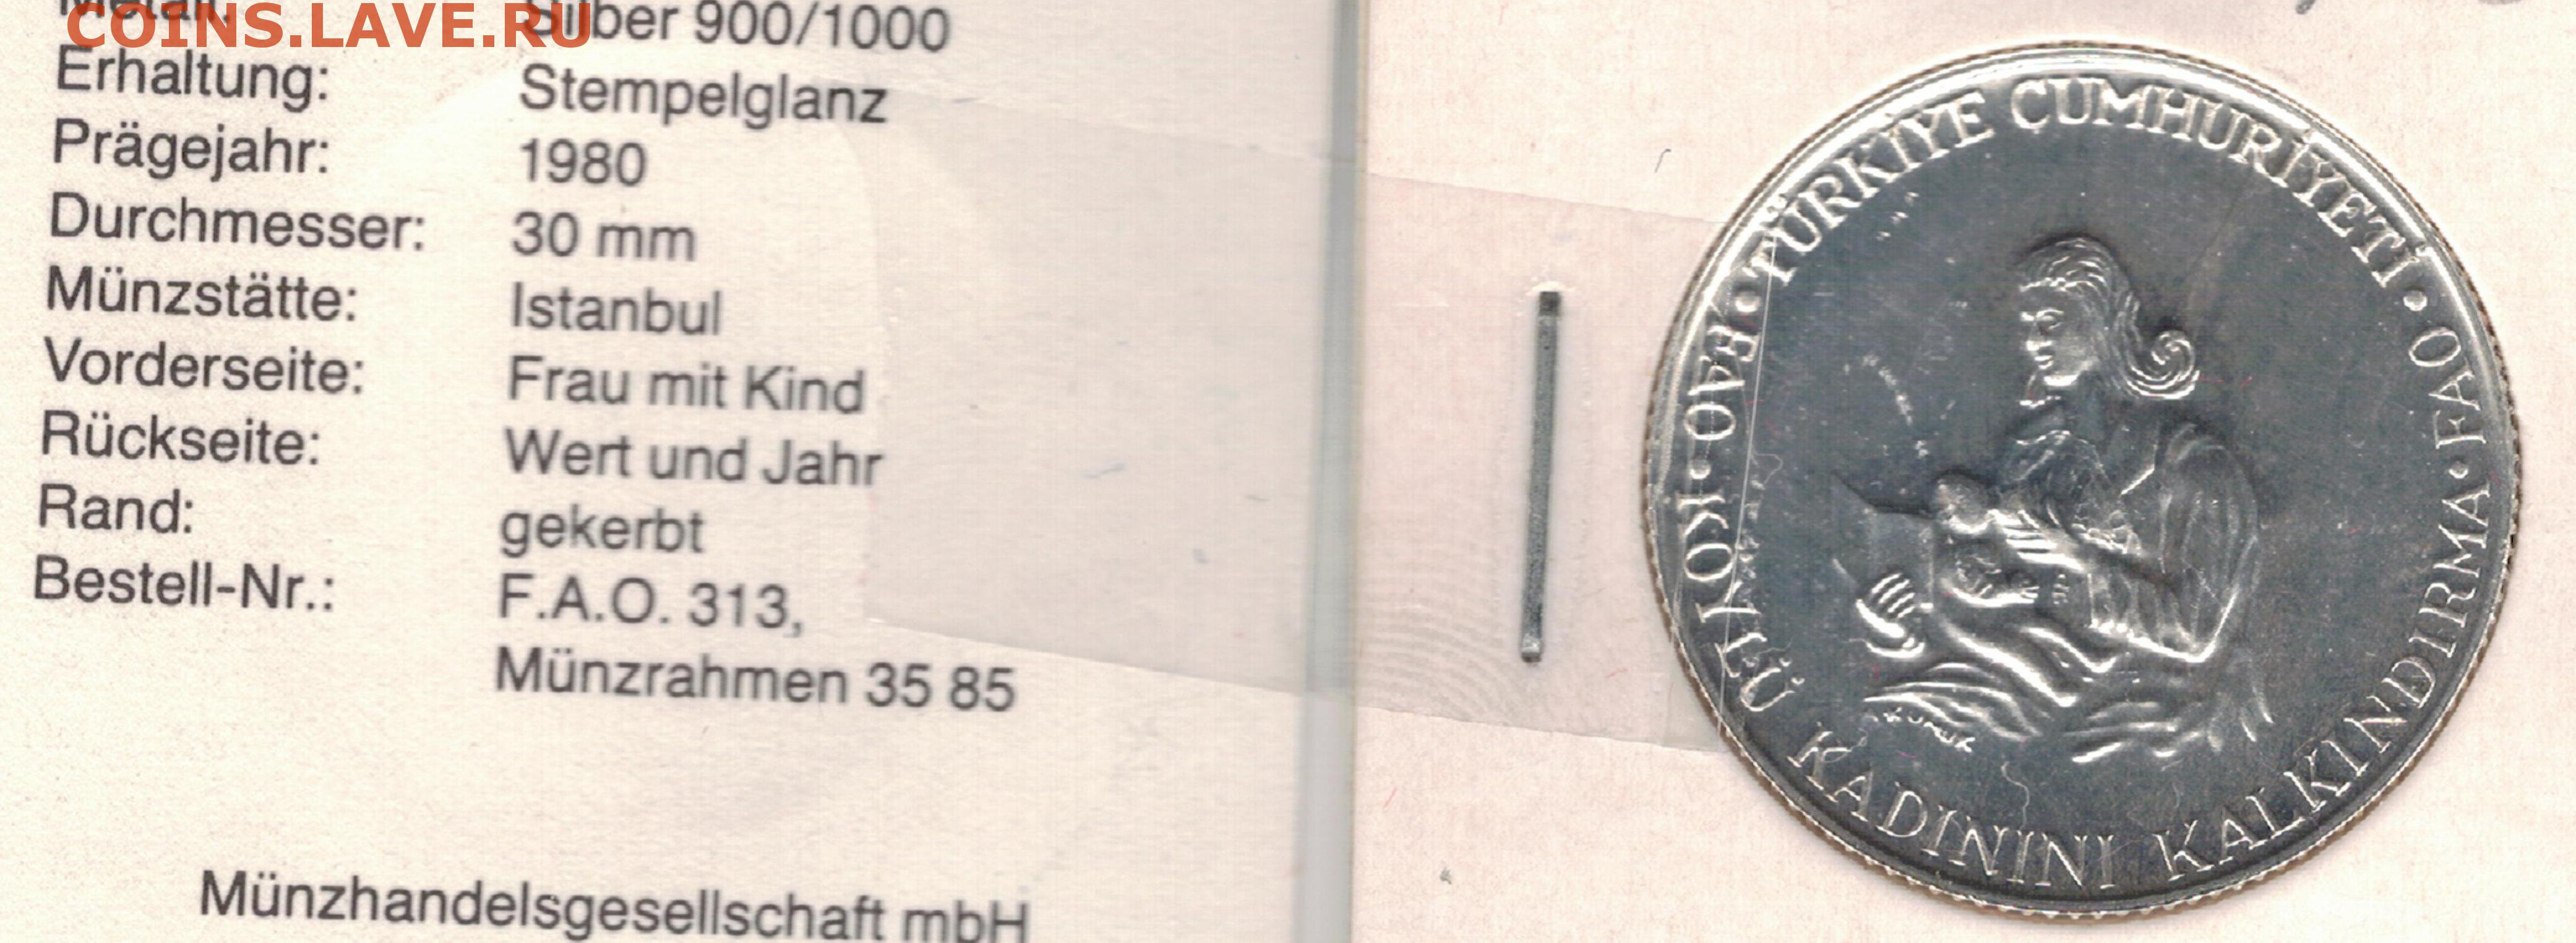 COINS.LAVE.RU
Metall: Silber 900/1000
Erhaltung: Stempelglanz
Prägejahr: 1980
Durchmesser: 30 mm
Münzstätte: Istanbul
Vorderseite: Frau mit Kind
Rückseite: Wert und Jahr
Rand: gekerbt
Bestell-Nr.: F.A.O. 313,
Münzrahmen 35 85
Münzhandelsgesellschaft mbH
• TÜRKİYE CUMHURİYETİ •
FAO • KÖYLÜ KADININI KALKINDIRMA • FAO